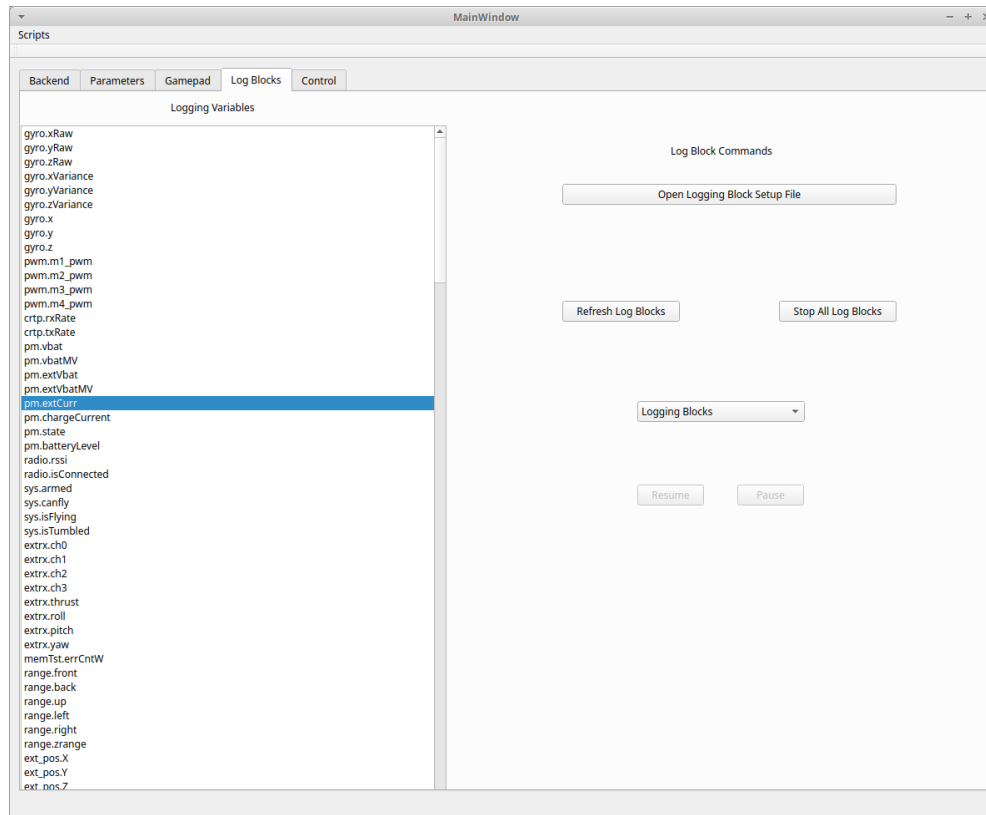 MainWindow
Scripts
Backend Parameters Gamepad Log Blocks Control
Logging Variables
gyro.xRaw
gyro.yRaw
gyro.zRaw
gyro.xVariance
gyro.yVariance
gyro.zVariance
gyro.x
gyro.y
gyro.z
pwm.m1_pwm
pwm.m2_pwm
pwm.m3_pwm
pwm.m4_pwm
crtp.rxRate
crtp.txRate
pm.vbat
pm.vbatMV
pm.extVbat
pm.extVbatMV
pm.extCurr
pm.chargeCurrent
pm.state
pm.batteryLevel
radio.rssi
radio.isConnected
sys.armed
sys.canfly
sys.isFlying
sys.isTumbled
extrx.ch0
extrx.ch1
extrx.ch2
extrx.ch3
extrx.thrust
extrx.roll
extrx.pitch
extrx.yaw
memTst.errCntW
range.front
range.back
range.up
range.left
range.right
range.zrange
ext_pos.X
ext_pos.Y
ext_pos.Z
Log Block Commands
Open Logging Block Setup File
Refresh Log Blocks Stop All Log Blocks
Logging Blocks
Resume Pause